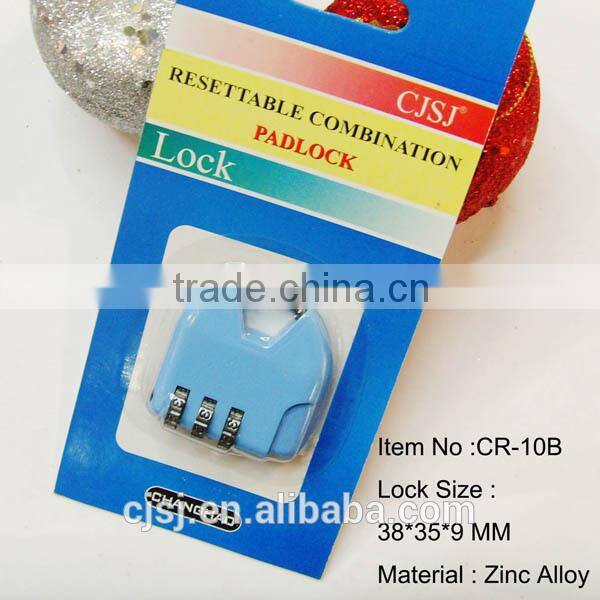 CJSJ®
RESETTABLE COMBINATION
PADLOCK
Lock
trade.china.cn
CHANGHAO
cjsj.en.alibaba.com
Item No :CR-10B
Lock Size :
38*35*9 MM
Material : Zinc Alloy